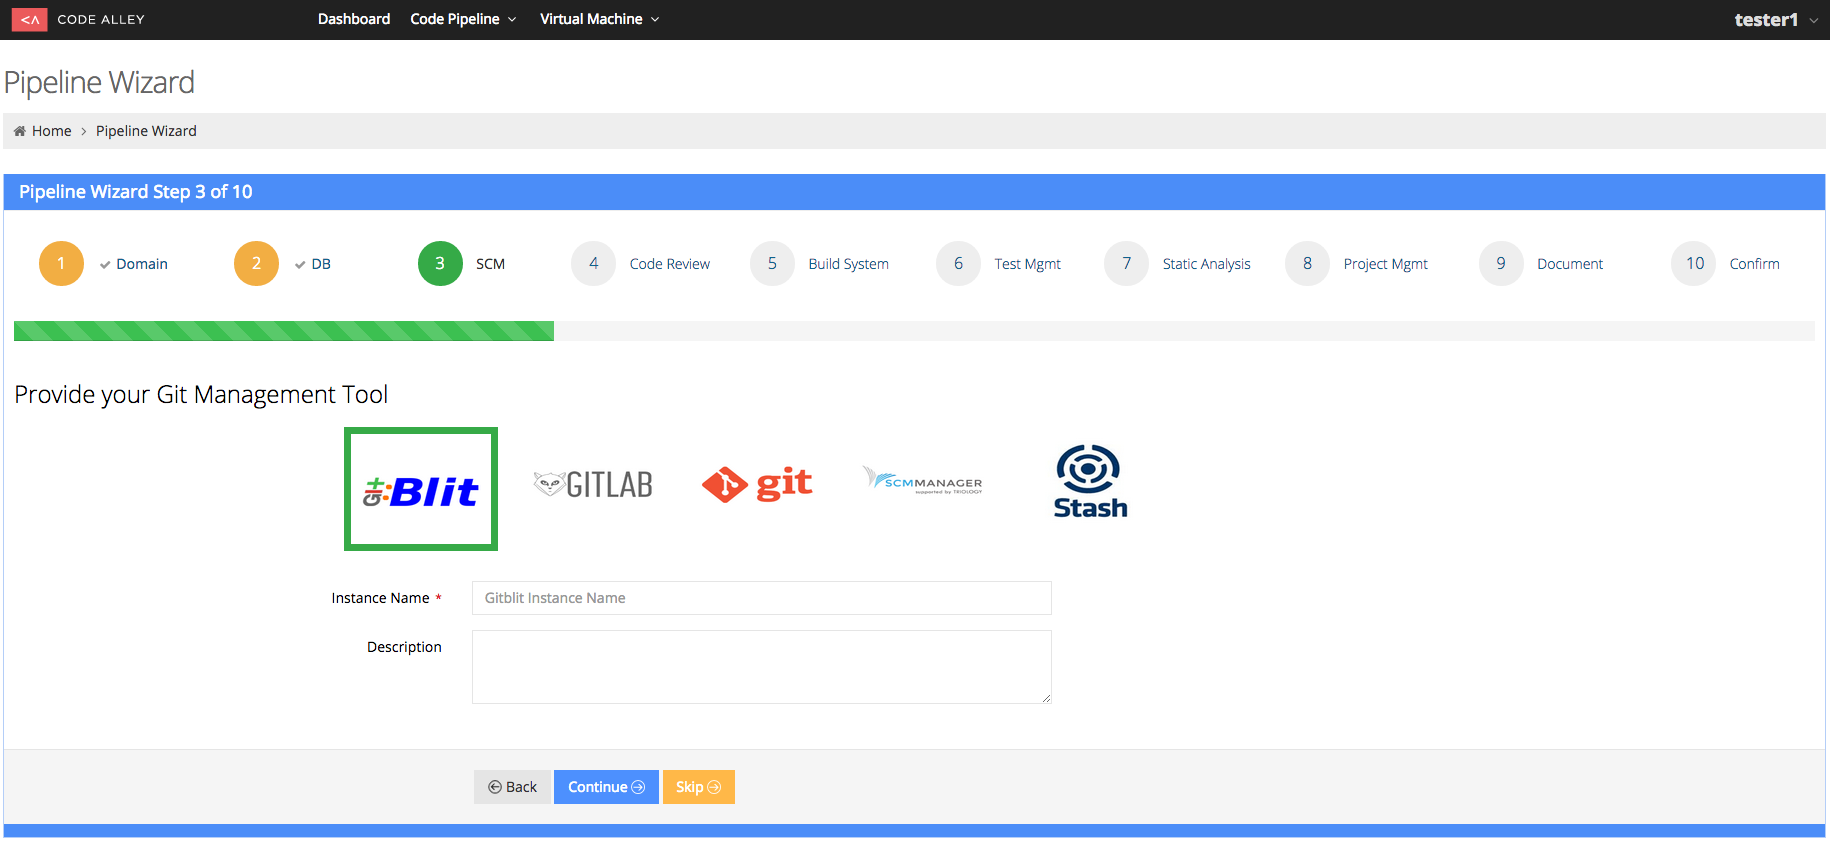 <Λ CODE ALLEY Dashboard Code Pipeline Virtual Machine tester1
Pipeline Wizard
Home > Pipeline Wizard
Pipeline Wizard Step 3 of 10
1 Domain 2 DB 3 SCM 4 Code Review 5 Build System 6 Test Mgmt 7 Static Analysis 8 Project Mgmt 9 Document 10 Confirm
Provide your Git Management Tool
Git:Blit GITLAB git SCMMANAGER
supported by TRIOLOGY
Stash
Instance Name * Gitblit Instance Name
Description
Back Continue Skip